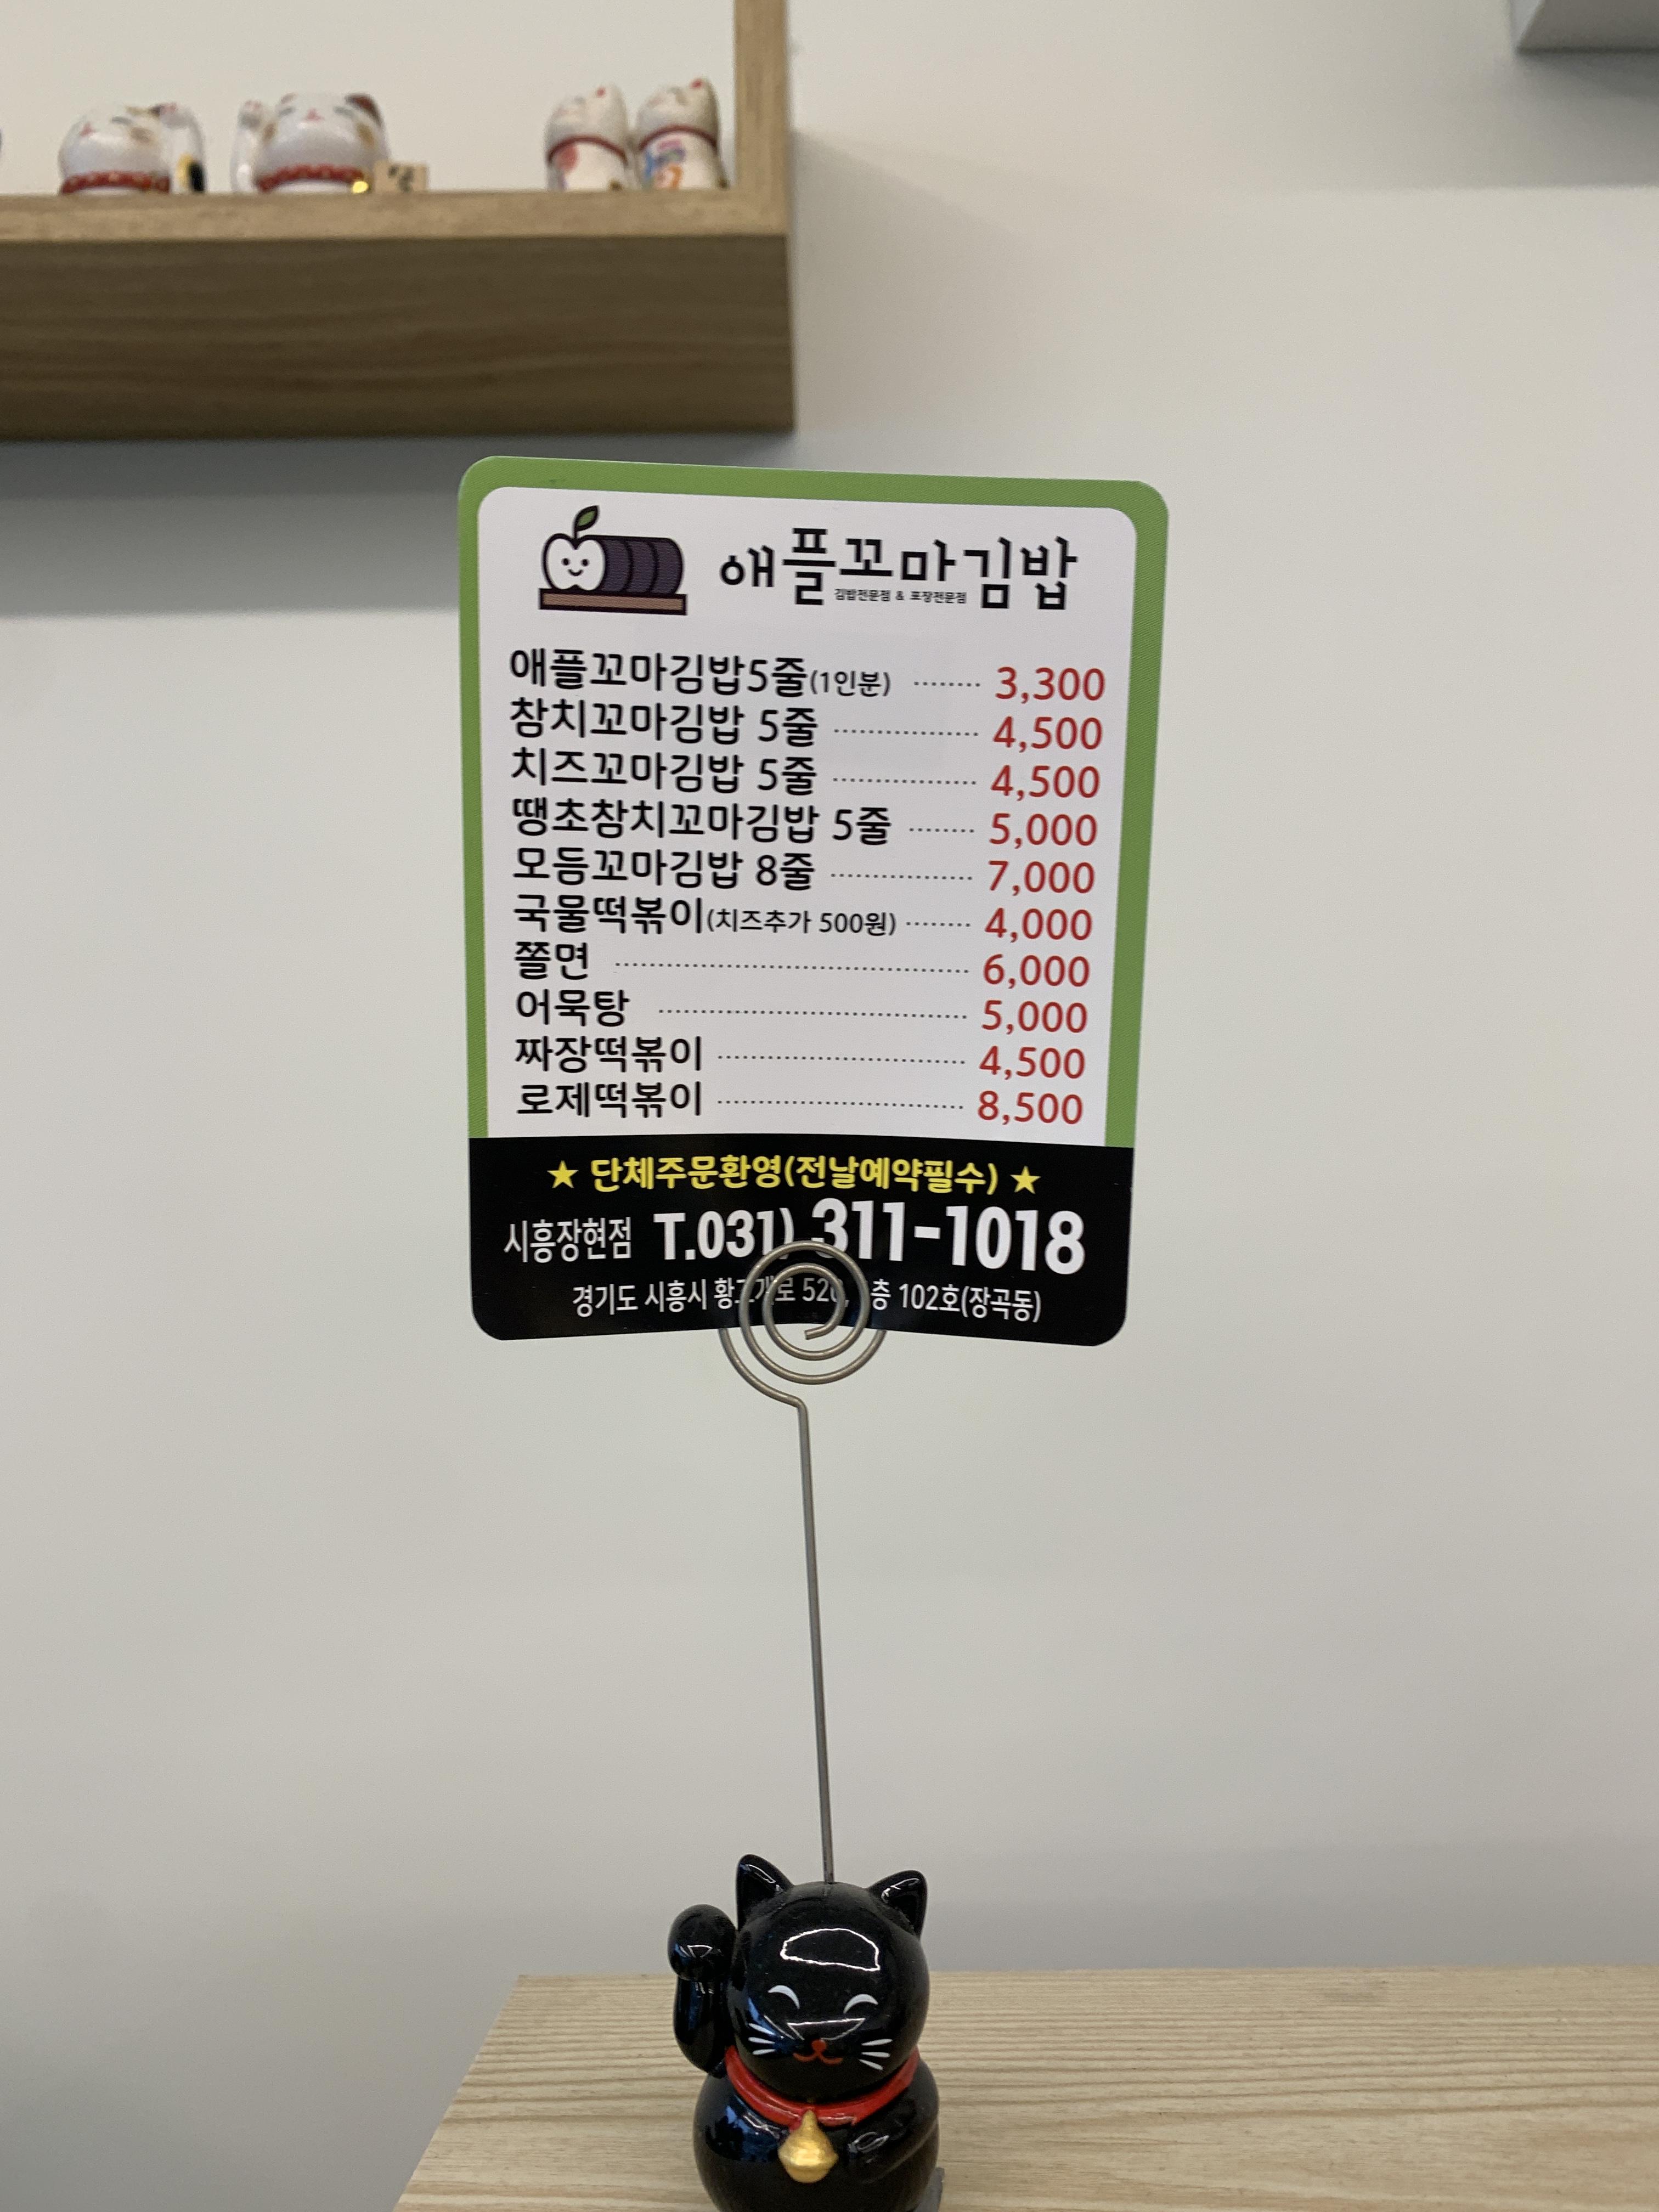 애플꼬마김밥
김밥전문점 & 포장전문점
애플꼬마김밥5줄(1인분) ········ 3,300
참치꼬마김밥 5줄 ················· 4,500
치즈꼬마김밥 5줄 ················· 4,500
땡초참치꼬마김밥 5줄 ········ 5,000
모듬꼬마김밥 8줄 ················· 7,000
국물떡볶이(치즈추가 500원) ········ 4,000
쫄면 ·········································· 6,000
어묵탕 ····································· 5,000
짜장떡볶이 ······························ 4,500
로제떡볶이 ······························ 8,500
★ 단체주문환영(전날예약필수) ★
시흥장현점 T.031) 311-1018
경기도 시흥시 층 102호(장곡동)